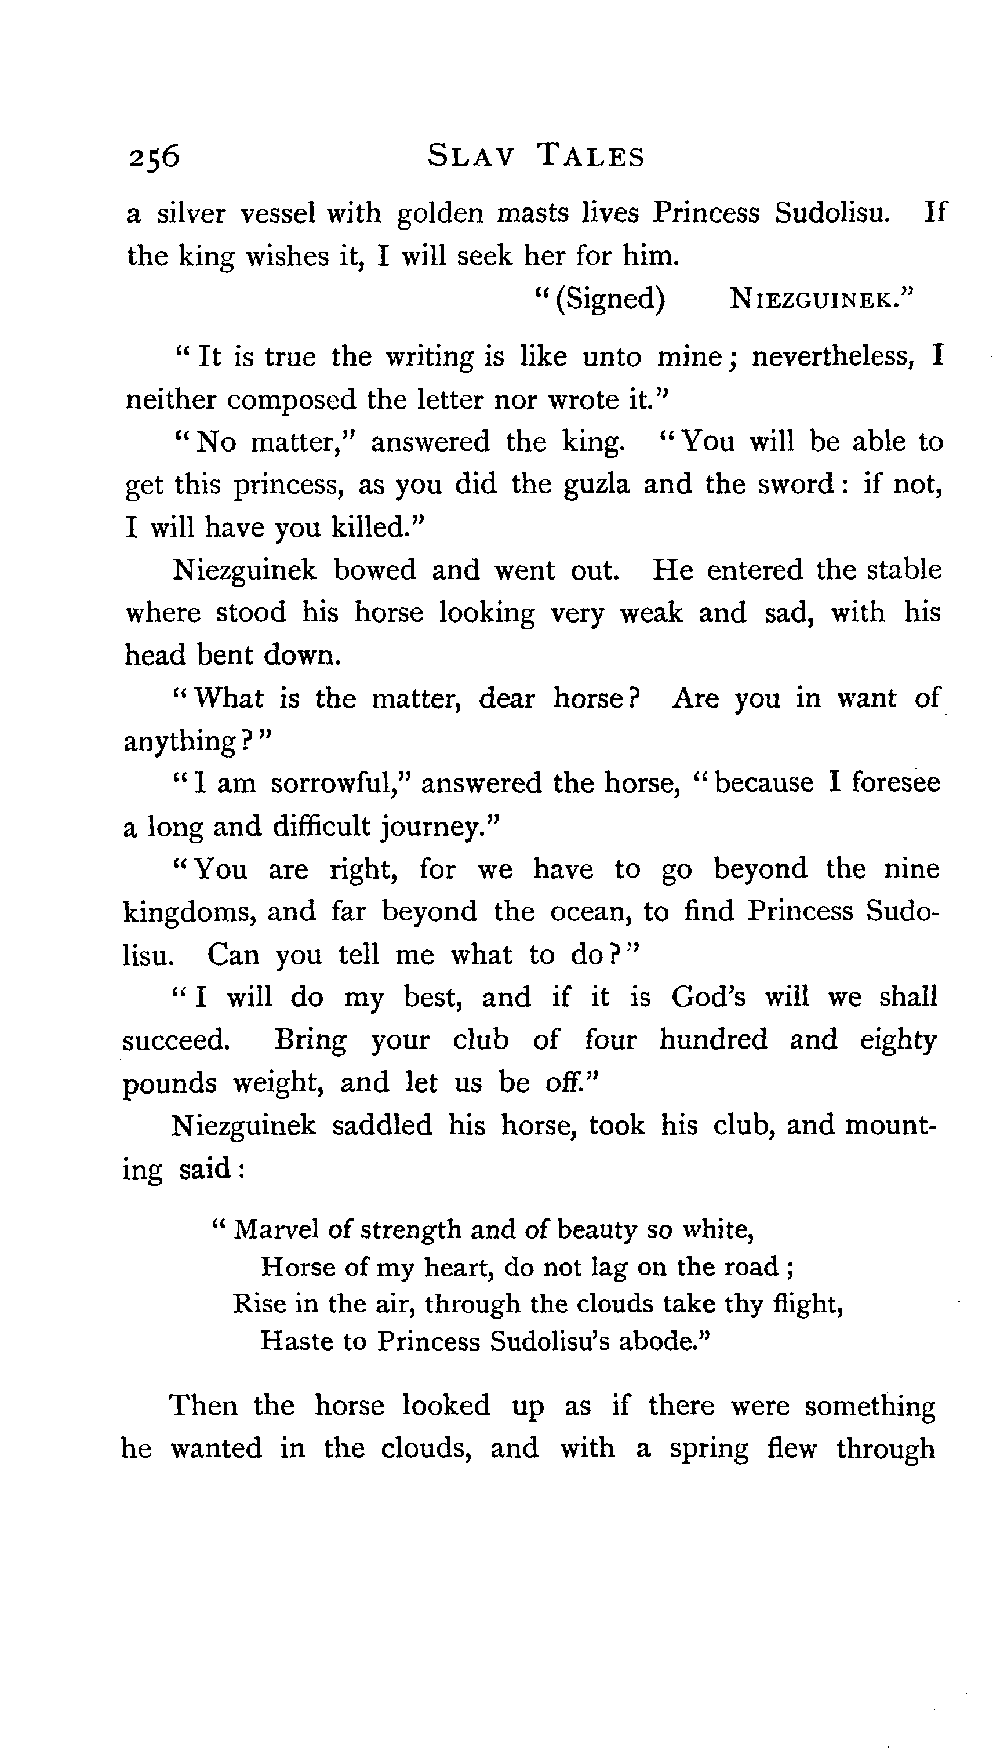 256 SLAV TALES
a silver vessel with golden masts lives Princess Sudolisu. If
the king wishes it, I will seek her for him.
“(Signed) NIEZGUINEK.”
“It is true the writing is like unto mine; nevertheless, I
neither composed the letter nor wrote it.”
“No matter,” answered the king. “You will be able to
get this princess, as you did the guzla and the sword: if not,
I will have you killed.”
Niezguinek bowed and went out. He entered the stable
where stood his horse looking very weak and sad, with his
head bent down.
“What is the matter, dear horse? Are you in want of
anything?”
“I am sorrowful,” answered the horse, “because I foresee
a long and difficult journey.”
“You are right, for we have to go beyond the nine
kingdoms, and far beyond the ocean, to find Princess Sudo-
lisu. Can you tell me what to do?”
“I will do my best, and if it is God’s will we shall
succeed. Bring your club of four hundred and eighty
pounds weight, and let us be off.”
Niezguinek saddled his horse, took his club, and mount-
ing said:
“Marvel of strength and of beauty so white,
Horse of my heart, do not lag on the road;
Rise in the air, through the clouds take thy flight,
Haste to Princess Sudolisu’s abode.”
Then the horse looked up as if there were something
he wanted in the clouds, and with a spring flew through